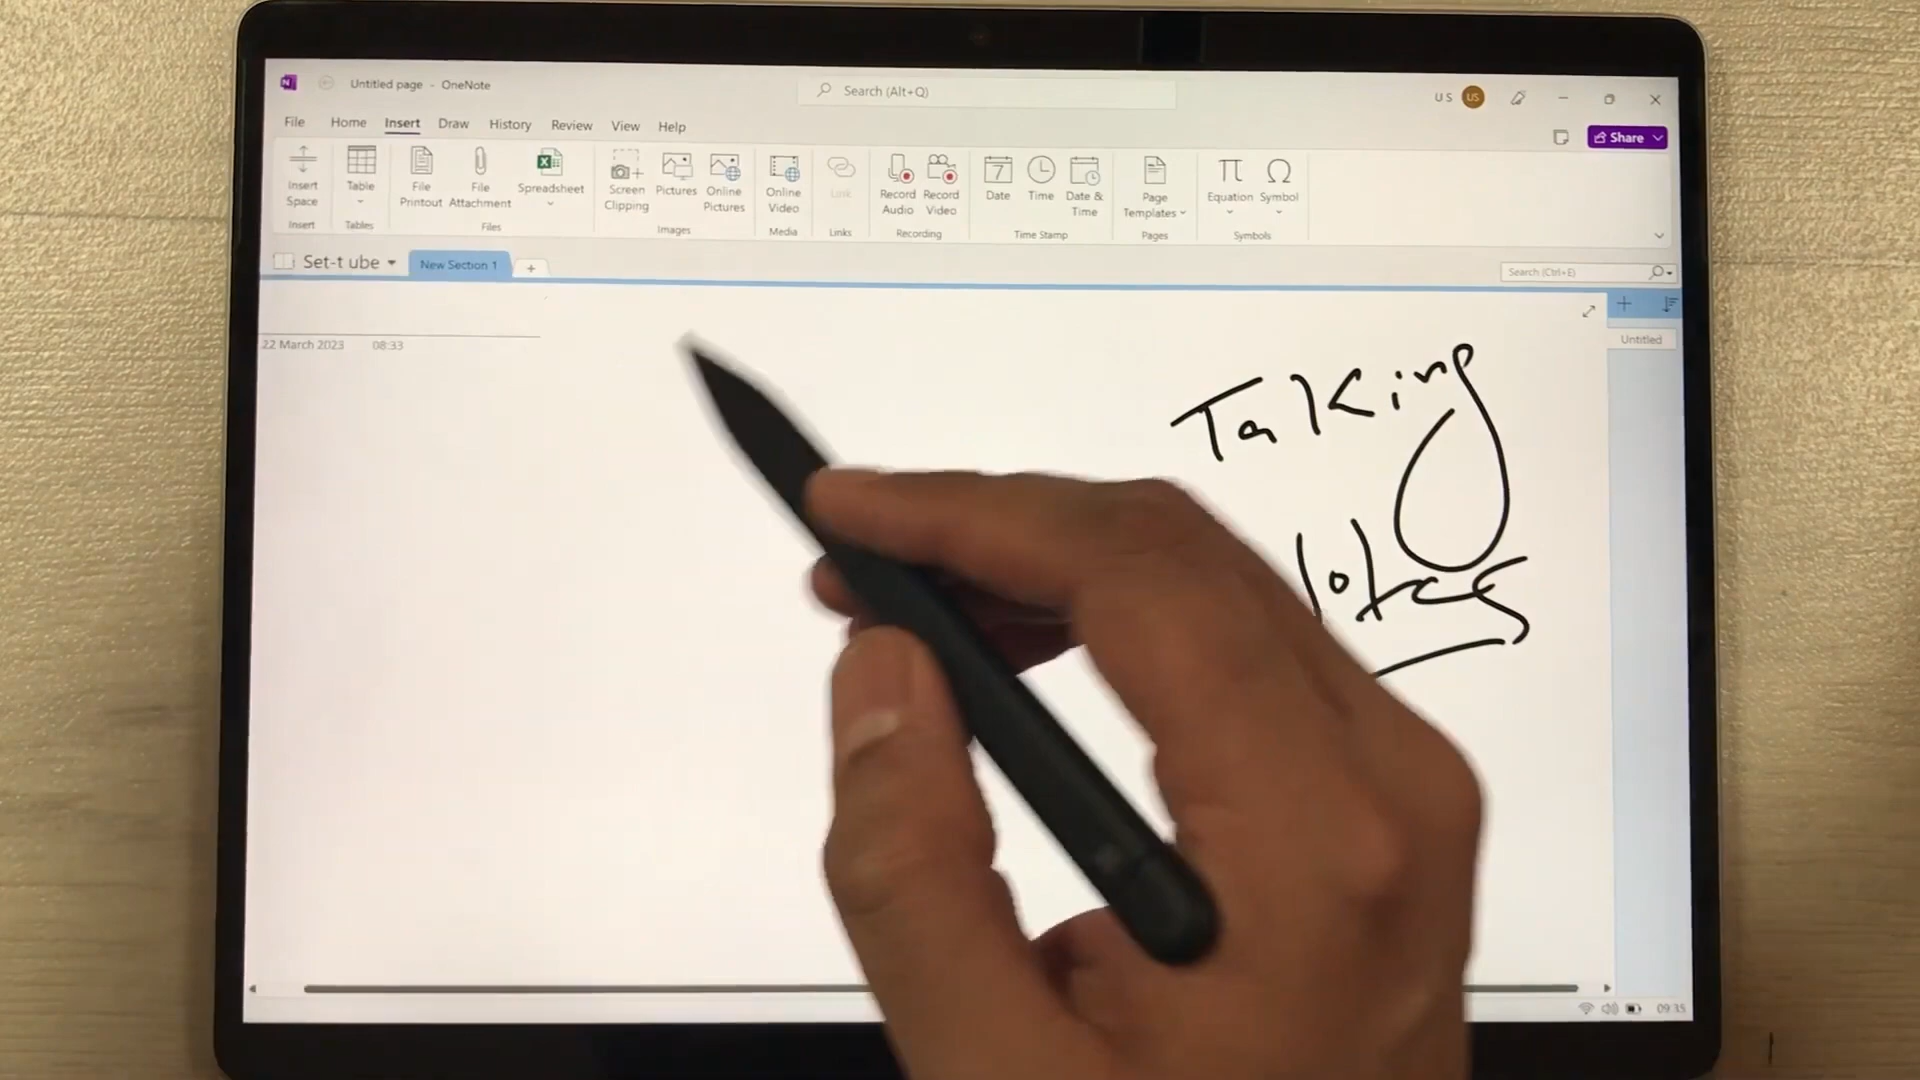 Untitled page - OneNote
Search (Alt+Q)
U S
US
File Home Insert Draw History Review View Help
Share
Insert Space
Table
File Printout
File Attachment
Spreadsheet
Screen Clipping
Pictures
Online Pictures
Online Video
Link
Record Audio
Record Video
7
Date
Time
Date & Time
Page Templates
π
Equation
Ω
Symbol
Insert Tables Files Images Media Links Recording Time Stamp Pages Symbols
Set-t ube
New Section 1
+
Search (Ctrl+E)
22 March 2023 08:33
Untitled
Talking
09:35